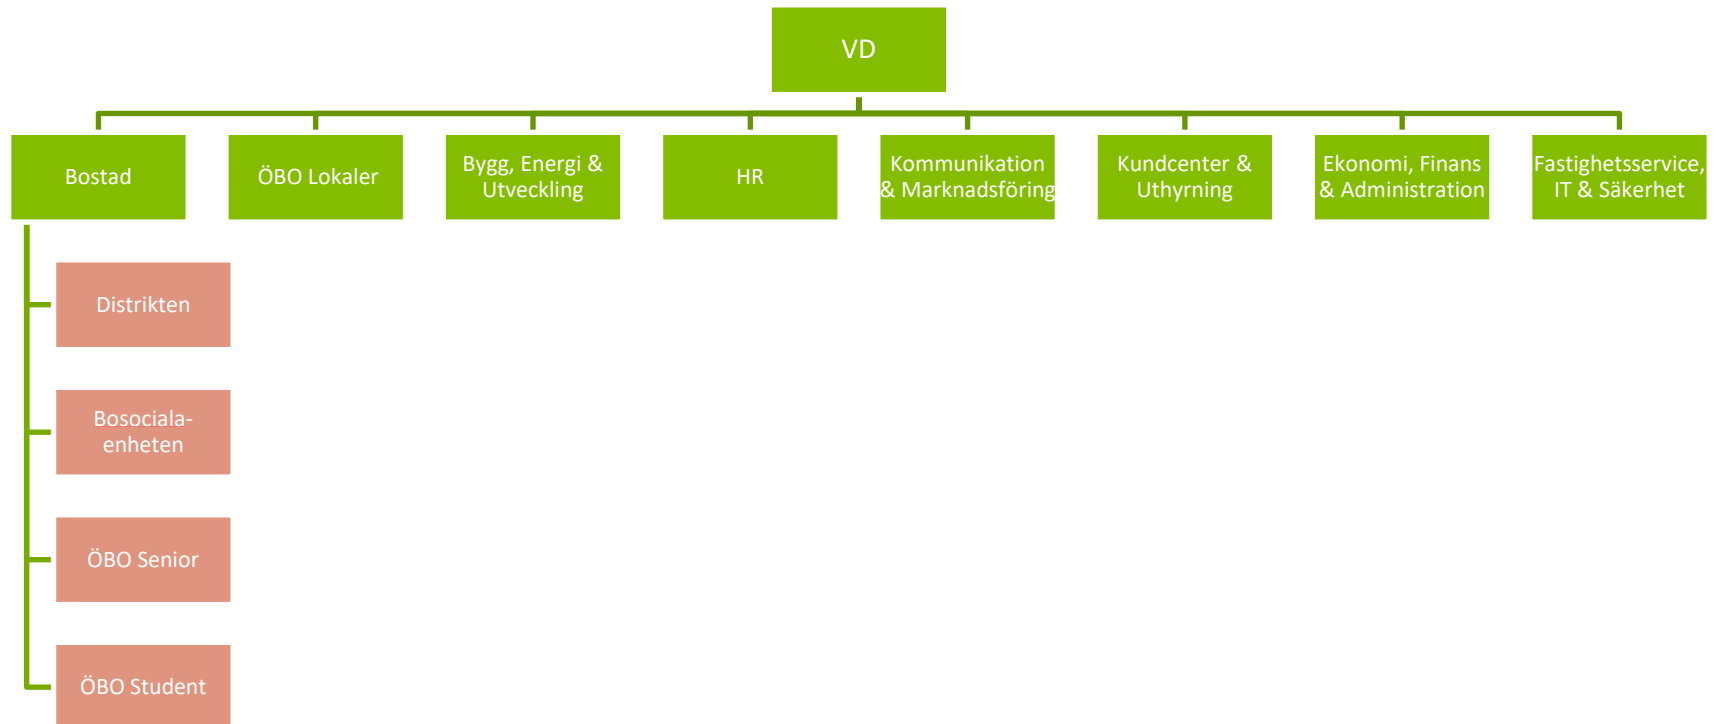 VD
Bostad
ÖBO Lokaler
Bygg, Energi &
Utveckling
HR
Kommunikation
& Marknadsföring
Kundcenter &
Uthyrning
Ekonomi, Finans
& Administration
Fastighetsservice,
IT & Säkerhet
Distrikten
Bosociala-
enheten
ÖBO Senior
ÖBO Student